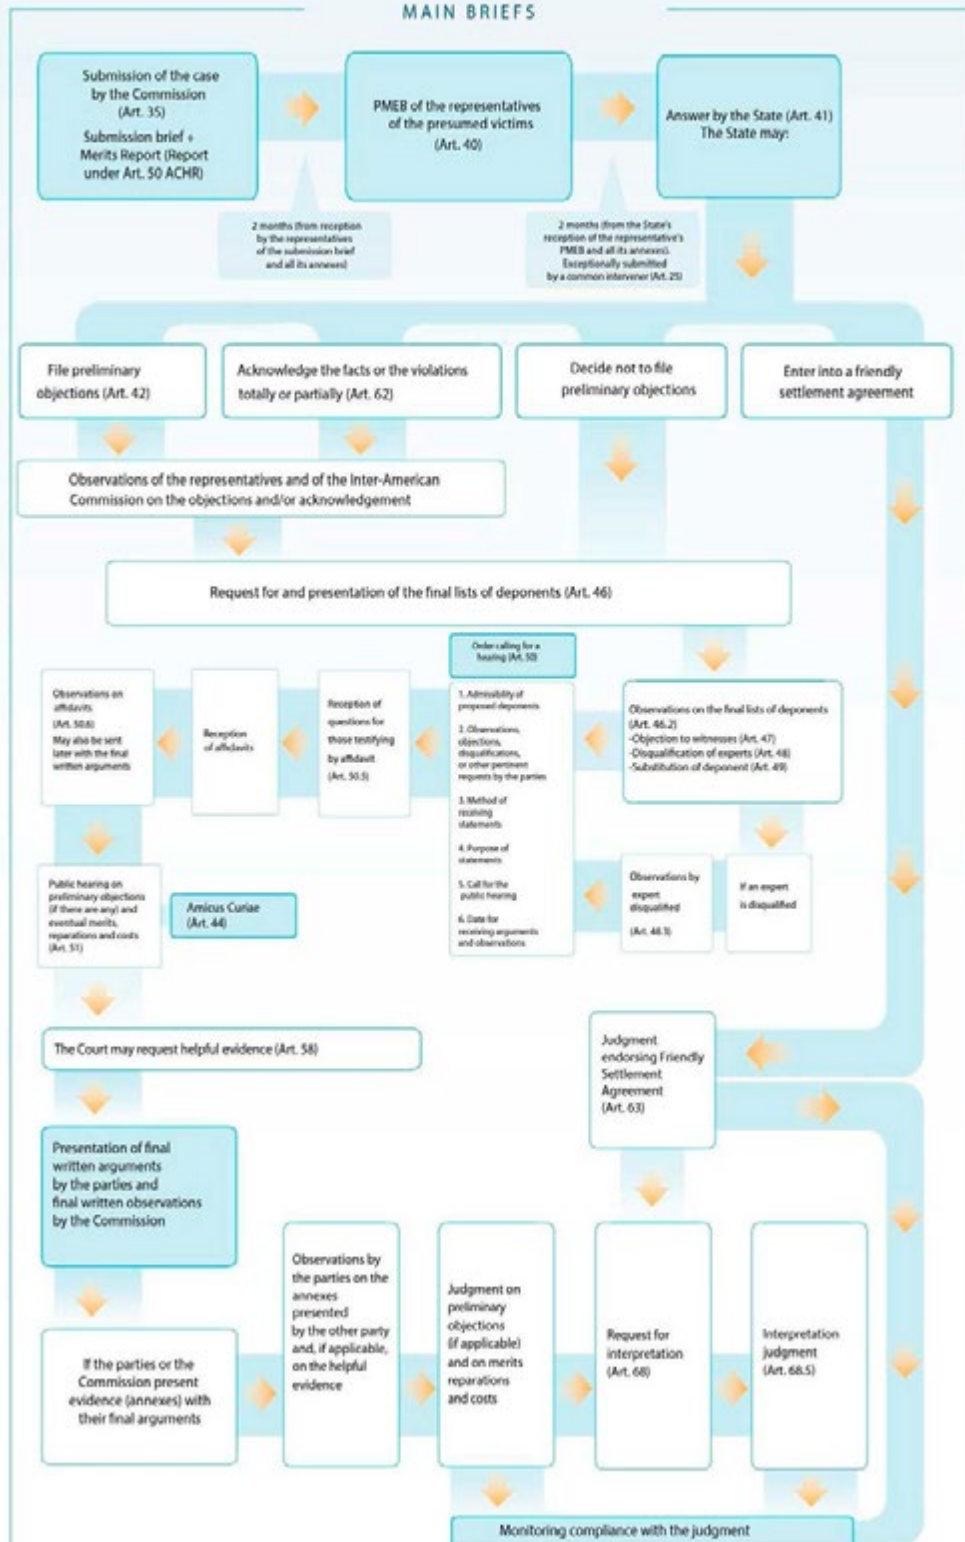 MAIN BRIEFS
Submission of the case
by the Commission
(Art. 35)
Submission brief +
Merits Report (Report
under Art. 50 ACHR)
PMEB of the representatives
of the presumed victims
(Art. 40)
Answer by the State (Art. 41)
The State may:
2 months (from reception
by the representatives
of the submission brief
and all its annexes)
2 months (from the State's
reception of the representative's
PMEB and all its annexes).
Exceptionally submitted
by a common intervener (Art. 25)
File preliminary
objections (Art. 42)
Acknowledge the facts or the violations
totally or partially (Art. 62)
Decide not to file
preliminary objections
Enter into a friendly
settlement agreement
Observations of the representatives and of the Inter-American
Commission on the objections and/or acknowledgement
Request for and presentation of the final lists of deponents (Art. 46)
Observations on the final lists of deponents
(Art. 46.2)
-Objection to witnesses (Art. 47)
-Disqualification of experts (Art. 48)
-Substitution of deponent (Art. 49)
If an expert
is disqualified
Observations by
expert
disqualified
(Art. 48.3)
Order calling for a
hearing (Art. 50)
1. Admissibility of
proposed deponents
2. Observations,
objections,
disqualifications,
or other pertinent
requests by the parties
3. Method of
receiving
statements
4. Purpose of
statements
5. Call for the
public hearing
6. Date for
receiving arguments
and observations
Reception of
questions for
those testifying
by affidavit
(Art. 50.5)
Reception
of affidavits
Observations on
affidavits
(Art. 50.6)
May also be sent
later with the final
written arguments
Public hearing on
preliminary objections
(if there are any) and
eventual merits,
reparations and costs
(Art. 51)
Amicus Curiae
(Art. 44)
The Court may request helpful evidence (Art. 58)
Presentation of final
written arguments
by the parties and
final written observations
by the Commission
If the parties or the
Commission present
evidence (annexes) with
their final arguments
Observations by
the parties on the
annexes
presented
by the other party
and, if applicable,
on the helpful
evidence
Judgment on
preliminary
objections
(if applicable)
and on merits
reparations
and costs
Judgment
endorsing Friendly
Settlement
Agreement
(Art. 63)
Request for
interpretation
(Art. 68)
Interpretation
judgment
(Art. 68.5)
Monitoring compliance with the judgment